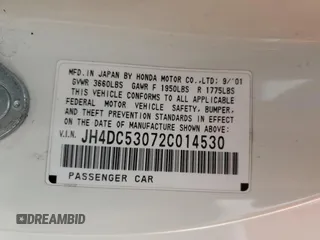 MFD.IN JAPAN BY HONDA MOTOR CO.,LTD; 9/'01
GVWR 3660LBS GAWR F 1950LBS R 1775LBS
THIS VEHICLE CONFORMS TO ALL APPLICABLE
FEDERAL MOTOR VEHICLE SAFETY, BUMPER,
AND THEFT PREVENTION STANDARDS IN EFFECT
ON THE DATE OF MANUFACTURE SHOWN ABOVE.
V.I.N. JH4DC53072C014530
PASSENGER CAR
DREAMBID